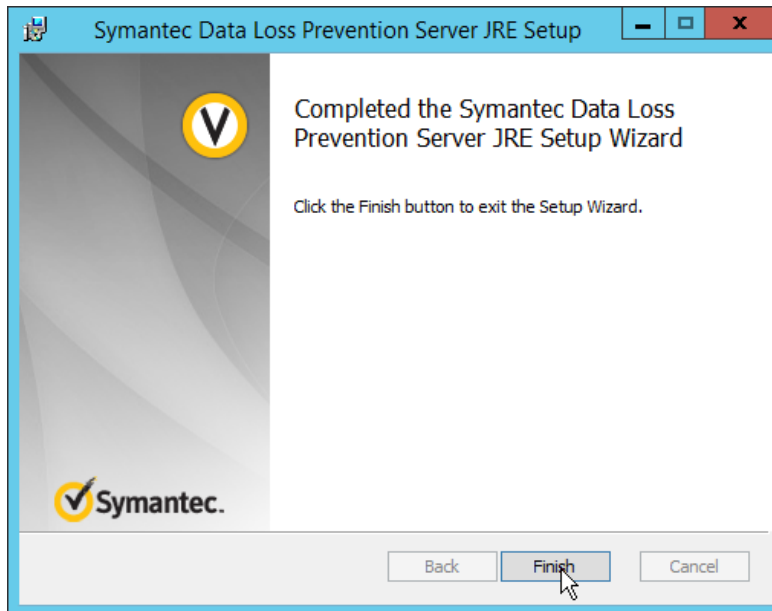 Symantec Data Loss Prevention Server JRE Setup
Completed the Symantec Data Loss
Prevention Server JRE Setup Wizard
Click the Finish button to exit the Setup Wizard.
Symantec.
Back
Finish
Cancel